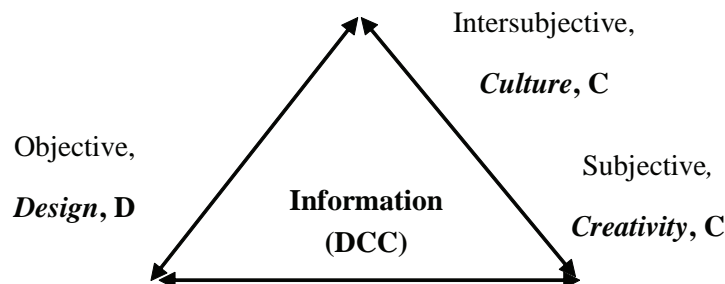 Intersubjective,
Culture, C
Objective,
Design, D
Subjective,
Creativity, C
Information
(DCC)